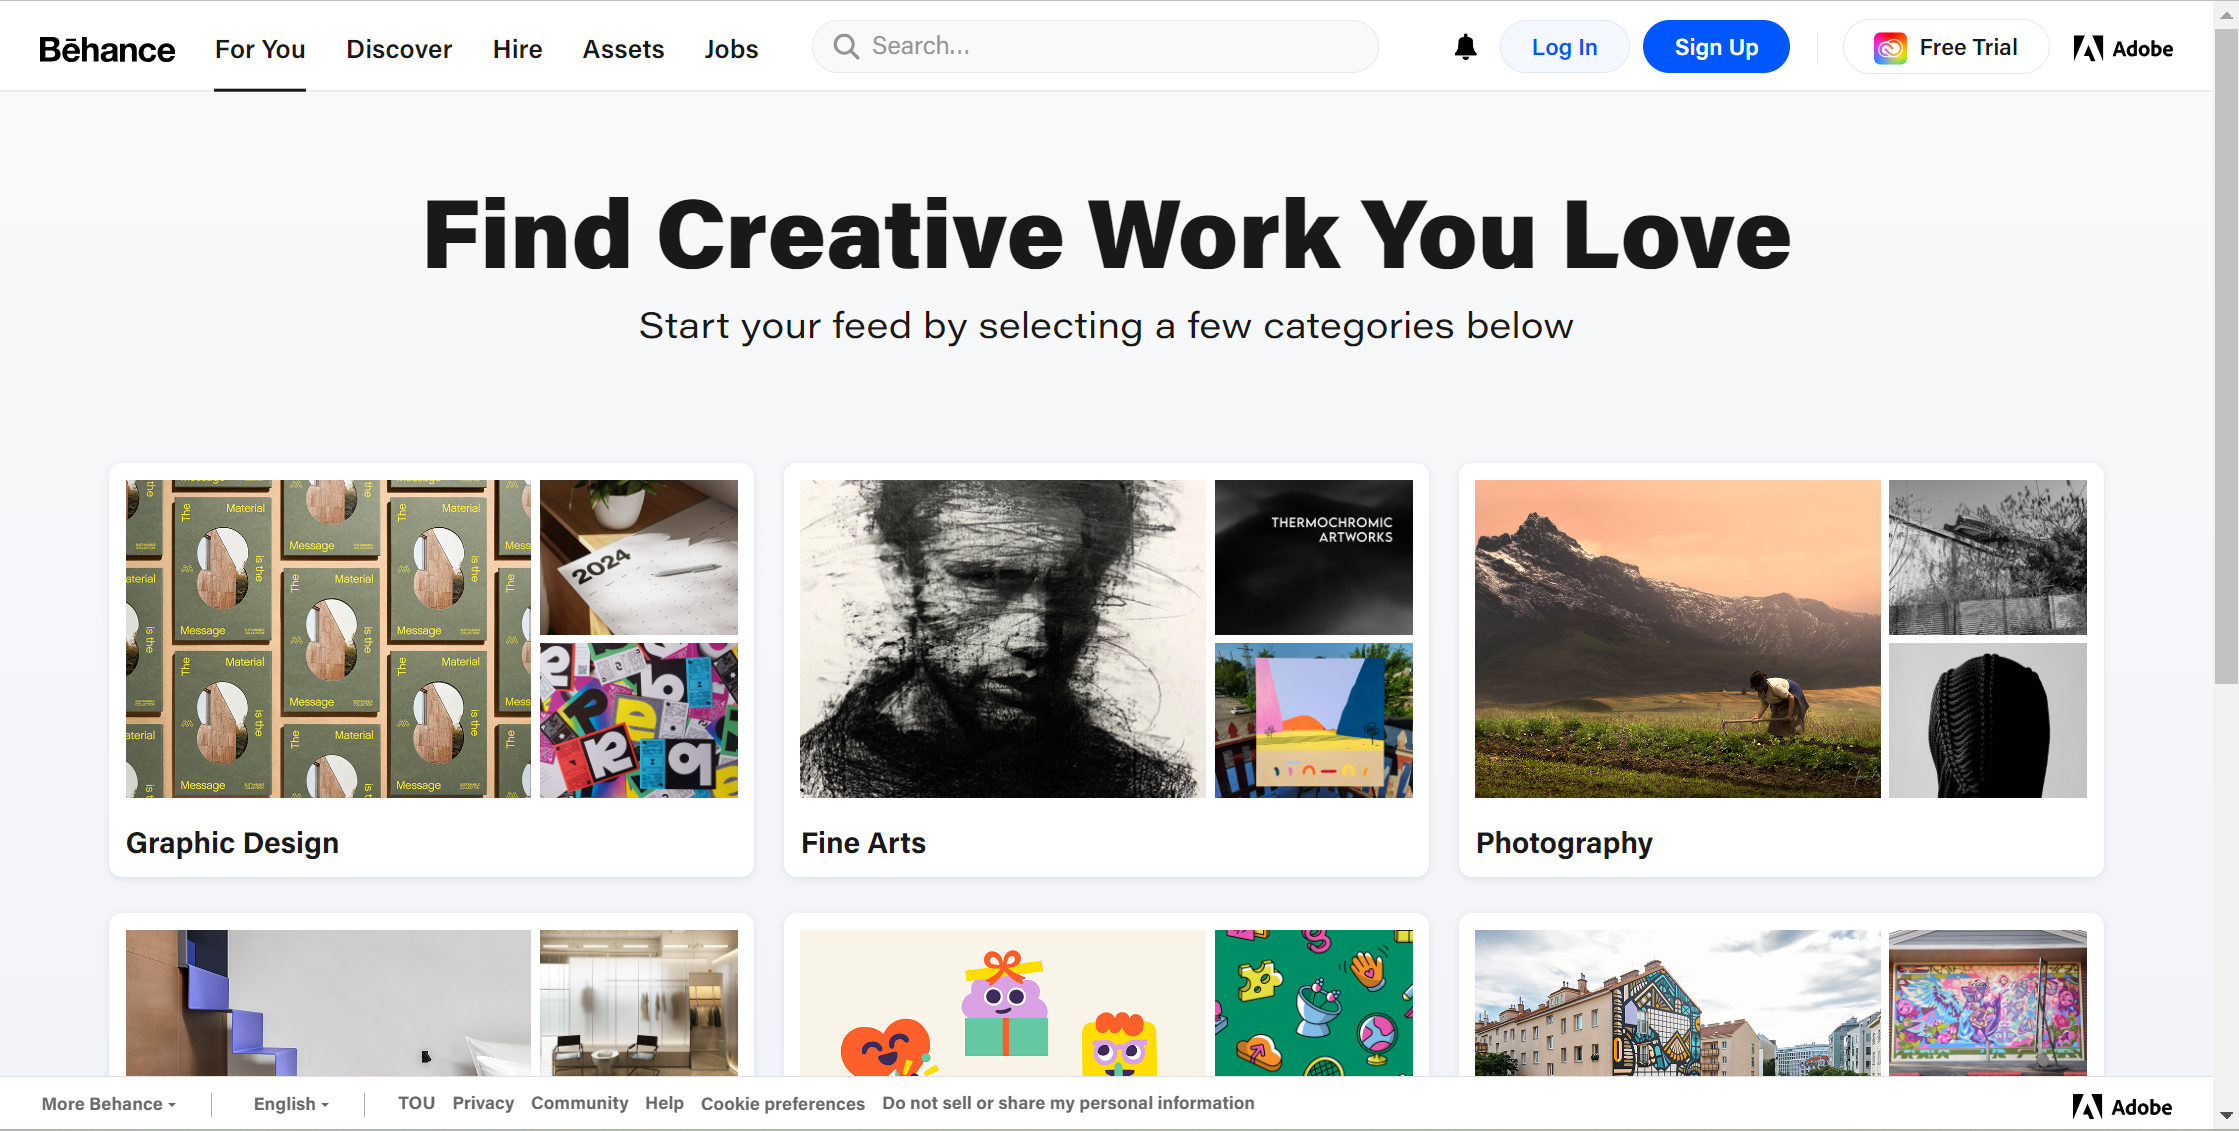 Bēhance
For You
Discover
Hire
Assets
Jobs
Search...
Log In
Sign Up
Free Trial
Adobe
Find Creative Work You Love
Start your feed by selecting a few categories below
The Material is the Message
2024
THERMOCHROMIC
ARTWORKS
Graphic Design
Fine Arts
Photography
More Behance
English
TOU
Privacy
Community
Help
Cookie preferences
Do not sell or share my personal information
Adobe